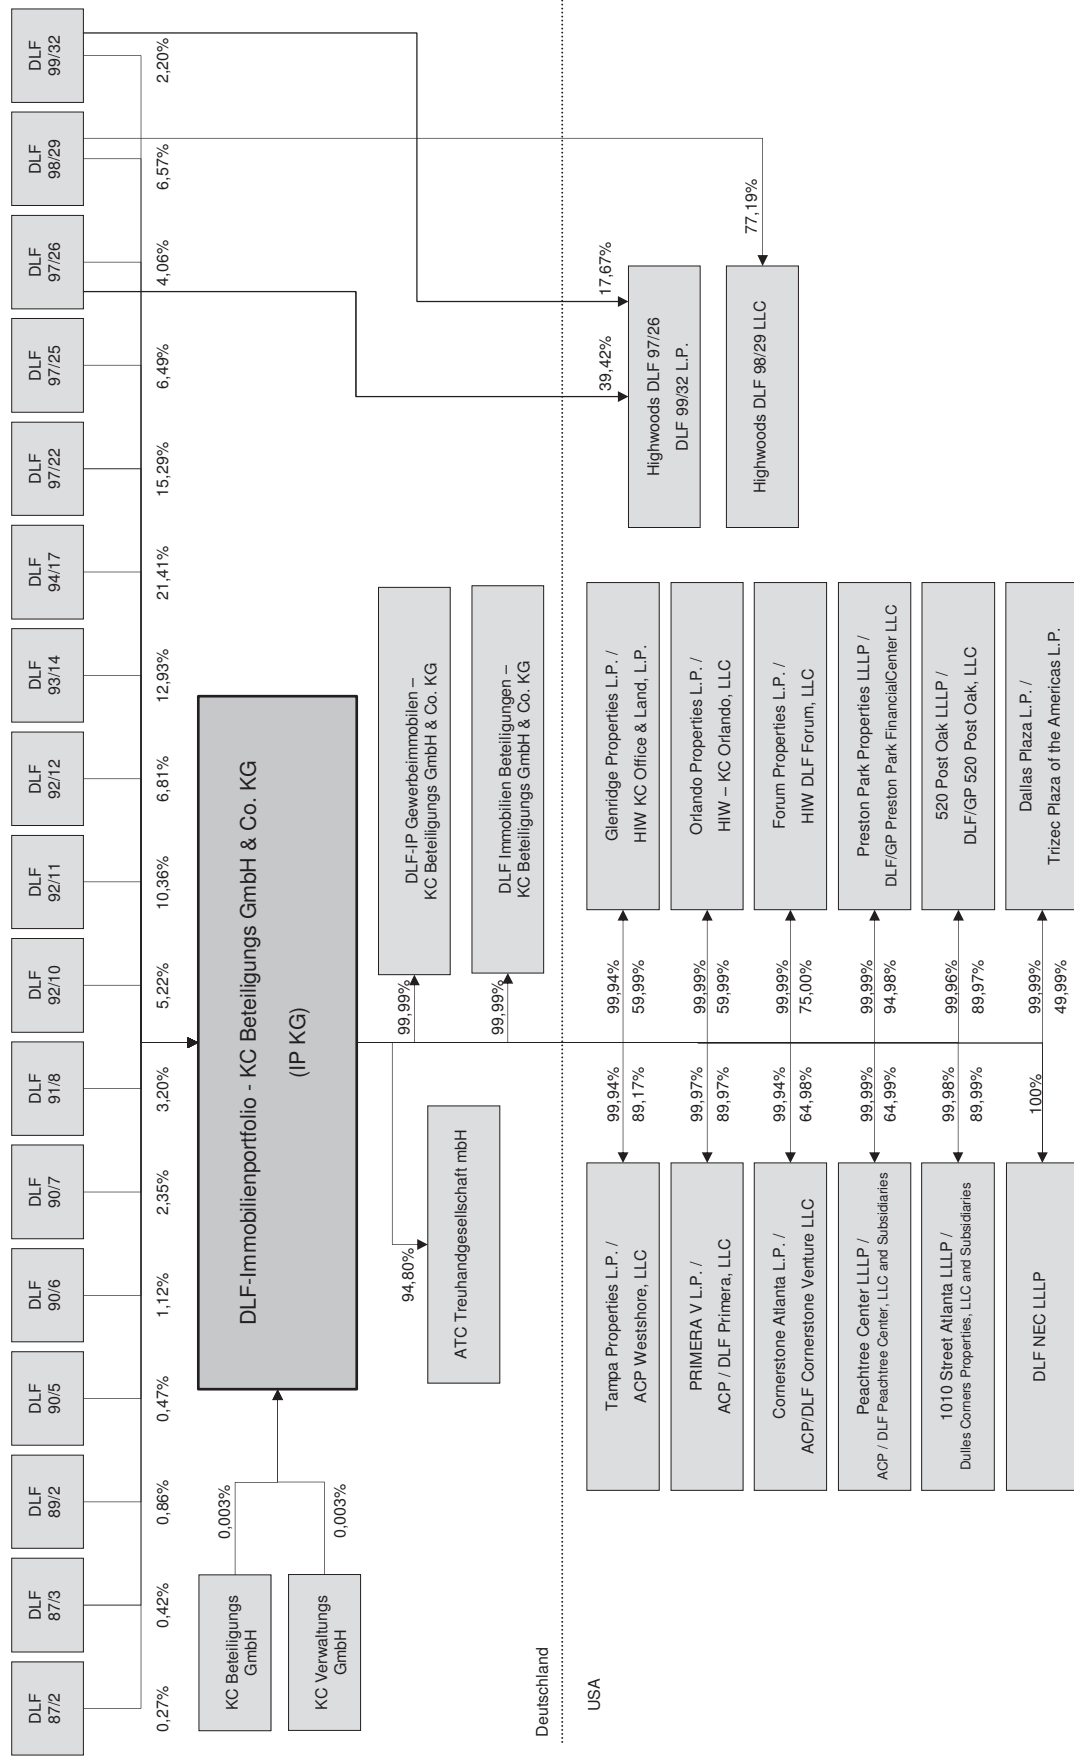 DLF
87/2
DLF
87/3
DLF
89/2
DLF
90/5
DLF
90/6
DLF
90/7
DLF
91/8
DLF
92/10
DLF
92/11
DLF
92/12
DLF
93/14
DLF
94/17
DLF
97/22
DLF
97/25
DLF
97/26
DLF
98/29
DLF
99/32
0,27%
0,42%
0,86%
0,47%
1,12%
2,35%
3,20%
5,22%
10,36%
6,81%
12,93%
21,41%
15,29%
6,49%
4,06%
6,57%
2,20%
KC Beteiligungs
GmbH
0,003%
KC Verwaltungs
GmbH
0,003%
DLF-Immobilienportfolio - KC Beteiligungs GmbH & Co. KG
(IP KG)
94,80%
ATC Treuhandgesellschaft mbH
99,99%
DLF-IP Gewerbeimmobilen –
KC Beteiligungs GmbH & Co. KG
99,99%
DLF Immobilien Beteiligungen –
KC Beteiligungs GmbH & Co. KG
Deutschland
USA
Tampa Properties L.P. /
ACP Westshore, LLC
99,94%
89,17%
99,94%
59,99%
Glenridge Properties L.P. /
HIW KC Office & Land, L.P.
PRIMERA V L.P. /
ACP / DLF Primera, LLC
99,97%
89,97%
99,99%
59,99%
Orlando Properties L.P. /
HIW – KC Orlando, LLC
Cornerstone Atlanta L.P. /
ACP/DLF Cornerstone Venture LLC
99,94%
64,98%
99,99%
75,00%
Forum Properties L.P. /
HIW DLF Forum, LLC
Peachtree Center LLLP /
ACP / DLF Peachtree Center, LLC and Subsidiaries
99,99%
64,99%
99,99%
94,98%
Preston Park Properties LLLP /
DLF/GP Preston Park FinancialCenter LLC
1010 Street Atlanta LLLP /
Dulles Corners Properties, LLC and Subsidiaries
99,98%
89,99%
99,96%
89,97%
520 Post Oak LLLP /
DLF/GP 520 Post Oak, LLC
DLF NEC LLLP
100%
99,99%
49,99%
Dallas Plaza L.P. /
Trizec Plaza of the Americas L.P.
39,42%
17,67%
Highwoods DLF 97/26
DLF 99/32 L.P.
77,19%
Highwoods DLF 98/29 LLC